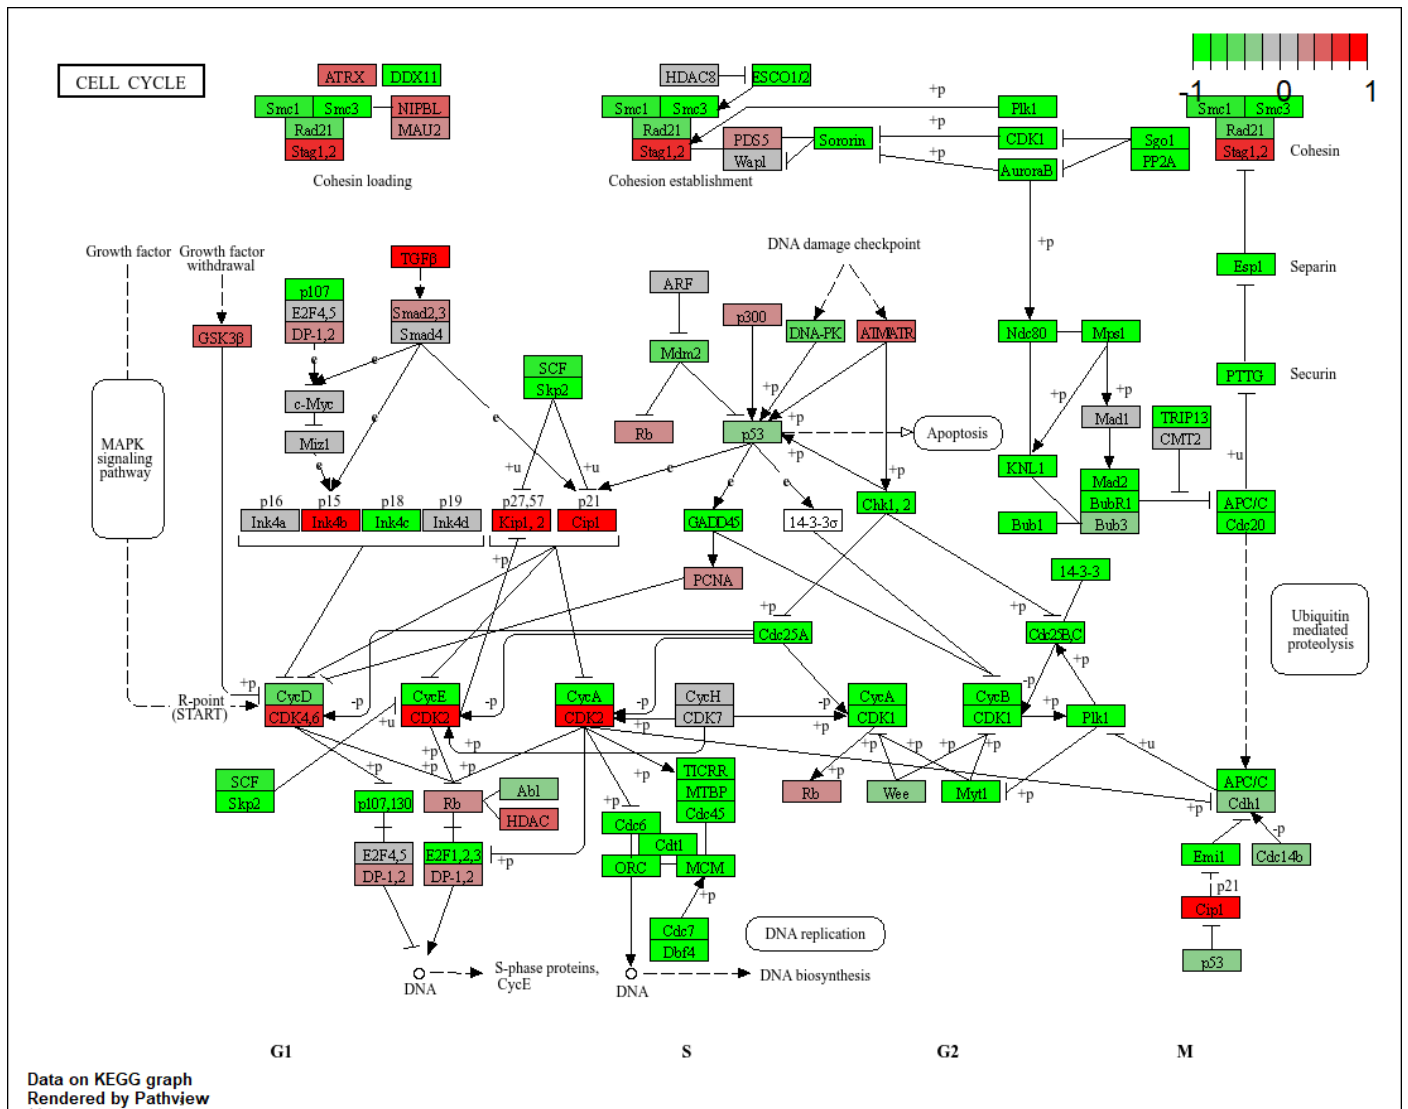 CELL CYCLE
ATRX
DDX11
Smc1
Smc3
NIPBL
Rad21
MAU2
Stag1,2
Cohesin loading
HDAC8
ESCO1/2
Smc1
Smc3
Rad21
Stag1,2
PDS5
Wapl
Sororin
Cohesion establishment
+p
Plk1
+p
CDK1
+p
AuroraB
Sgo1
PP2A
-1
0
1
Smc1
Smc3
Rad21
Stag1,2
Cohesin
Growth factor
Growth factor
withdrawal
TGFβ
p107
E2F4,5
DP-1,2
Smad2,3
Smad4
GSK3β
e
e
c-Myc
Miz1
e
e
e
MAPK
signaling
pathway
SCF
Skp2
+u
+u
p16
Ink4a
p15
Ink4b
p18
Ink4c
p19
Ink4d
p27,57
Kip1, 2
p21
Cip1
ARF
p300
DNA damage checkpoint
DNA-PK
ATM/ATR
Mdm2
+p
+p
Rb
p53
+p
Apoptosis
+p
e
e
e
GADD45
14-3-3σ
Chk1, 2
PCNA
+p
+p
Ndc80
Mps1
+p
+p
Mad1
TRIP13
CMT2
KNL1
Mad2
BubR1
Bub3
Bub1
Esp1
Separin
PTTG
Securin
+u
APC/C
Cdc20
14-3-3
Ubiquitin
mediated
proteolysis
+p
+p
Cdc25A
Cdc25B,C
+p
R-point
(START)
+p
CycD
CDK4,6
-p
+u
CycE
CDK2
-p
CycA
CDK2
-p
+p
CycH
CDK7
-p
+p
CycA
CDK1
CycB
CDK1
-p
+p
Plk1
+u
+p
+p
+p
+p
SCF
Skp2
p107,130
Rb
Abl
HDAC
E2F4,5
DP-1,2
E2F1,2,3
DP-1,2
+p
+p
+p
TICRR
MTBP
Cdc45
Cdc6
Cdt1
ORC
MCM
+p
Cdc7
Dbf4
+p
Rb
+p
+p
Wee
Myt1
+p
+p
APC/C
Cdh1
-p
Emi1
Cdc14b
p21
Cip1
p53
DNA
S-phase proteins,
CycE
DNA
DNA replication
DNA biosynthesis
G1
S
G2
M
Data on KEGG graph
Rendered by Pathview